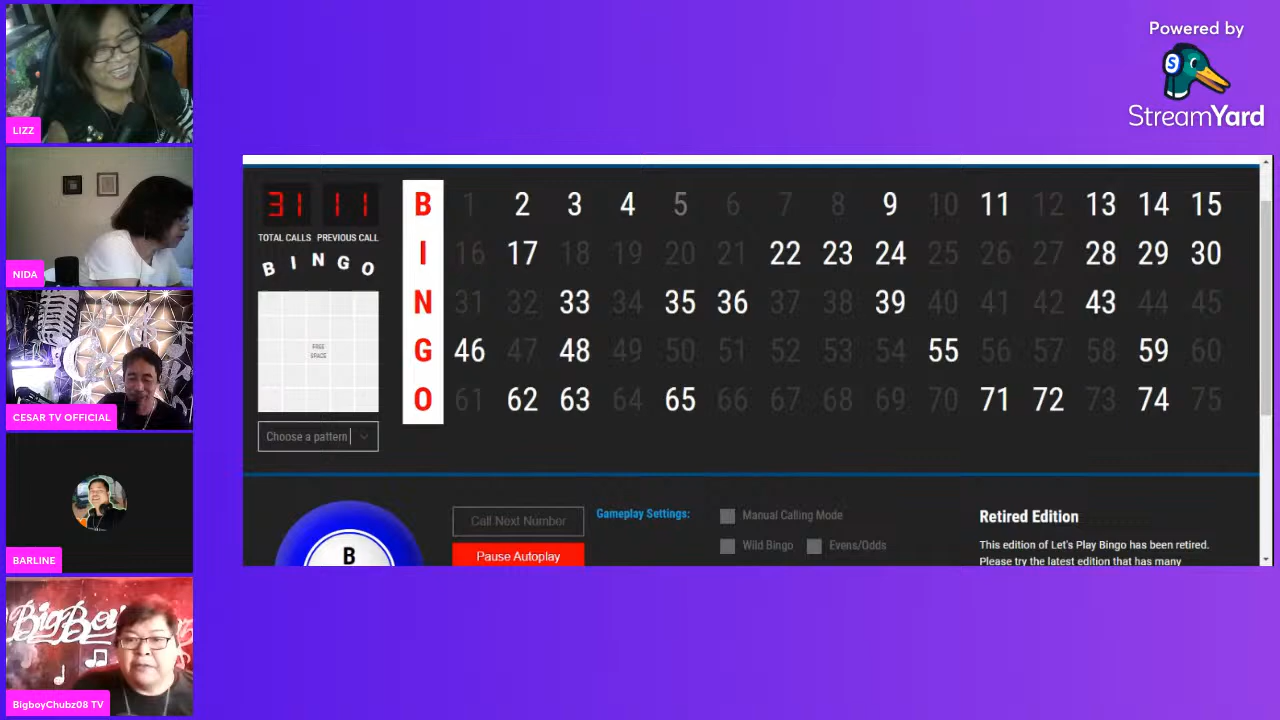 Powered by
S
StreamYard
LIZZ
NIDA
CESAR TV OFFICIAL
BigBoy
BARLINE
BigboyChubz08 TV
31 11
TOTAL CALLS PREVIOUS CALL
B I N G O
FREE
SPACE
Choose a pattern
B 1 2 3 4 5 6 7 8 9 10 11 12 13 14 15
I 16 17 18 19 20 21 22 23 24 25 26 27 28 29 30
N 31 32 33 34 35 36 37 38 39 40 41 42 43 44 45
G 46 47 48 49 50 51 52 53 54 55 56 57 58 59 60
O 61 62 63 64 65 66 67 68 69 70 71 72 73 74 75
B
Call Next Number
Pause Autoplay
Gameplay Settings:
Manual Calling Mode
Wild Bingo Evens/Odds
Retired Edition
This edition of Let's Play Bingo has been retired.
Please try the latest edition that has many